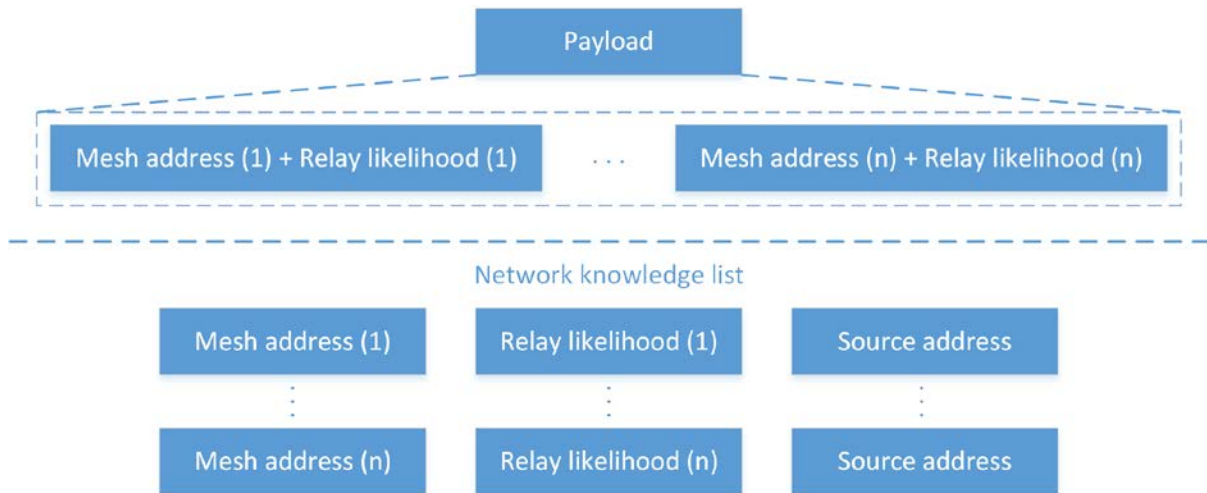 Payload
Mesh address (1) + Relay likelihood (1) . . . Mesh address (n) + Relay likelihood (n)
Network knowledge list
Mesh address (1) Relay likelihood (1) Source address
Mesh address (n) Relay likelihood (n) Source address